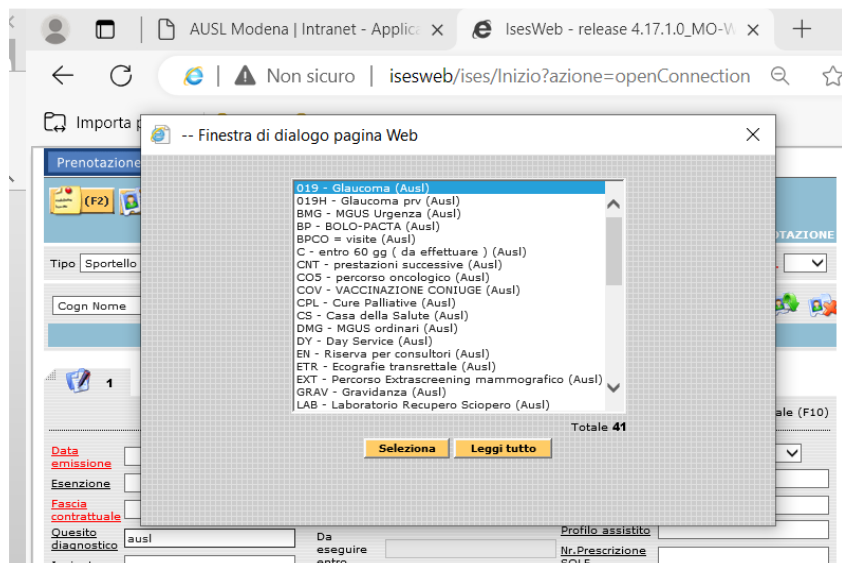 AUSL Modena | Intranet - Applic
IsesWeb - release 4.17.1.0_MO-W
Non sicuro | isesweb/ises/Inizio?azione=openConnection
Importa p
-- Finestra di dialogo pagina Web
Prenotazione
(F2)
OTAZIONE
Tipo Sportello
Cogn Nome
019 - Glaucoma (Ausl)
019H - Glaucoma prv (Ausl)
BMG - MGUS Urgenza (Ausl)
BP - BOLO-PACTA (Ausl)
BPCO = visite (Ausl)
C - entro 60 gg ( da effettuare ) (Ausl)
CNT - prestazioni successive (Ausl)
CO5 - percorso oncologico (Ausl)
COV - VACCINAZIONE CONIUGE (Ausl)
CPL - Cure Palliative (Ausl)
CS - Casa della Salute (Ausl)
DMG - MGUS ordinari (Ausl)
DY - Day Service (Ausl)
EN - Riserva per consultori (Ausl)
ETR - Ecografie transrettale (Ausl)
EXT - Percorso Extrascreening mammografico (Ausl)
GRAV - Gravidanza (Ausl)
LAB - Laboratorio Recupero Sciopero (Ausl)
Totale 41
Seleziona Leggi tutto
1
ale (F10)
Data
emissione
Esenzione
Fascia
contrattuale
Quesito
diagnostico ausl
Da
eseguire
entro
Profilo assistito
Nr.Prescrizione
SOLE